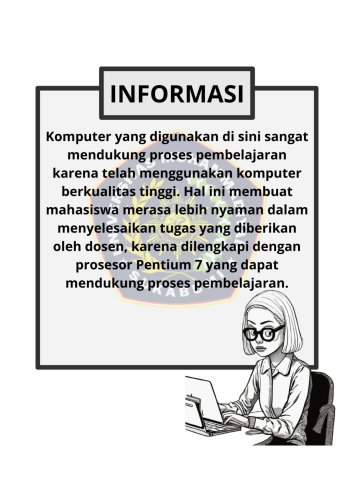 INFORMASI
Komputer yang digunakan di sini sangat
mendukung proses pembelajaran
karena telah menggunakan komputer
berkualitas tinggi. Hal ini membuat
mahasiswa merasa lebih nyaman dalam
menyelesaikan tugas yang diberikan
oleh dosen, karena dilengkapi dengan
prosesor Pentium 7 yang dapat
mendukung proses pembelajaran.